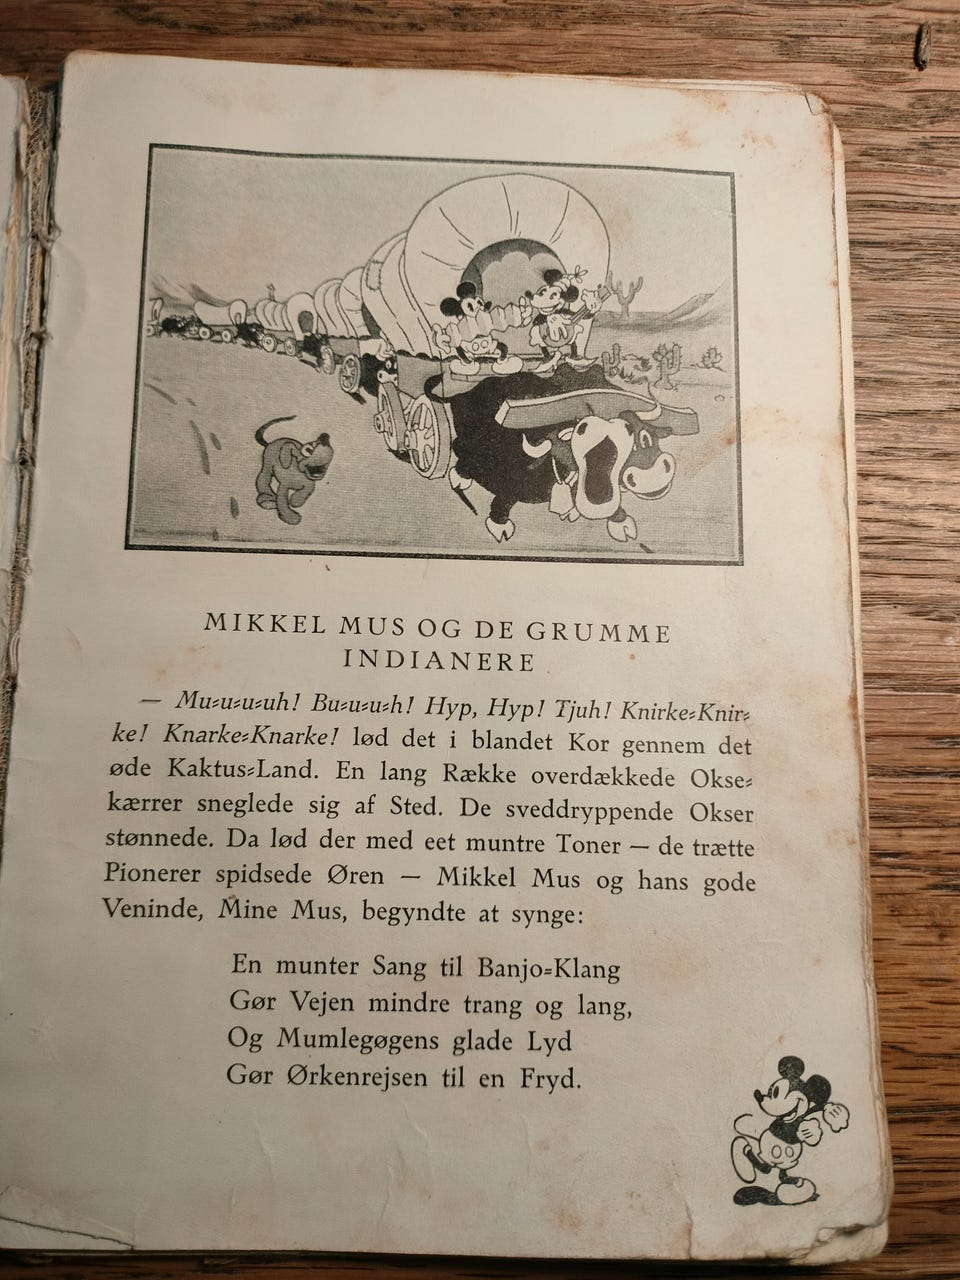 MIKKEL MUS OG DE GRUMME
INDIANERE
— Mu⸗u⸗u⸗uh! Bu⸗u⸗u⸗h! Hyp, Hyp! Tjuh! Knirke⸗Knir⸗
ke! Knarke⸗Knarke! lød det i blandet Kor gennem det
øde Kaktus⸗Land. En lang Række overdækkede Okse⸗
kærrer sneglede sig af Sted. De sveddryppende Okser
stønnede. Da lød der med eet muntre Toner — de trætte
Pionerer spidsede Øren — Mikkel Mus og hans gode
Veninde, Mine Mus, begyndte at synge:
En munter Sang til Banjo⸗Klang
Gør Vejen mindre trang og lang,
Og Mumlegøgens glade Lyd
Gør Ørkenrejsen til en Fryd.